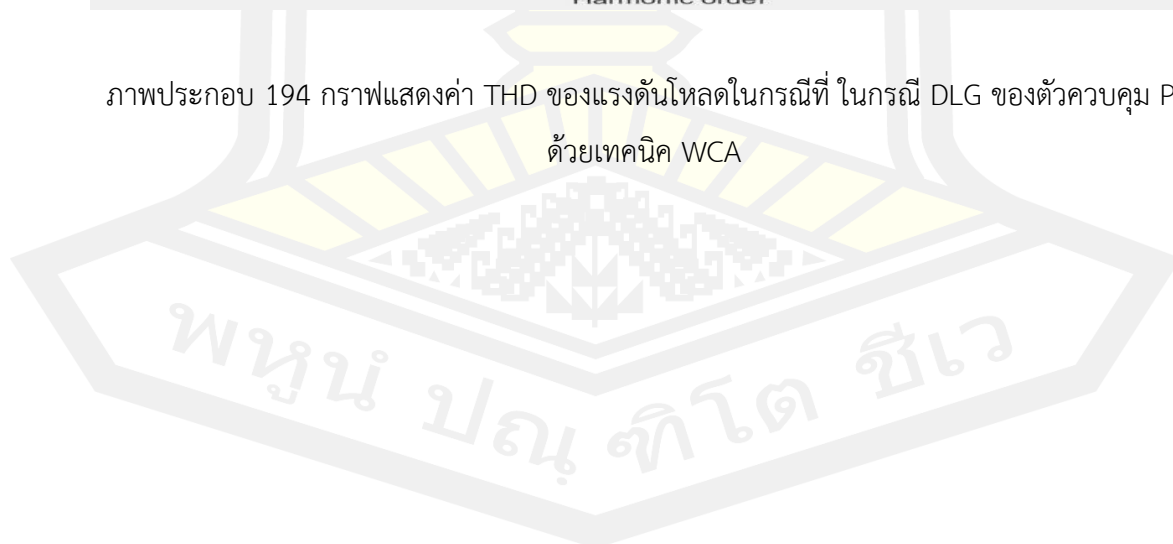 Harmonic Order
ภาพประกอบ 194 กราฟแสดงค่า THD ของแรงดันโหลดในกรณีที่ ในกรณี DLG ของตัวควบคุม P
ด้วยเทคนิค WCA
พหูนํ ปณฺฑิโต ชีเว